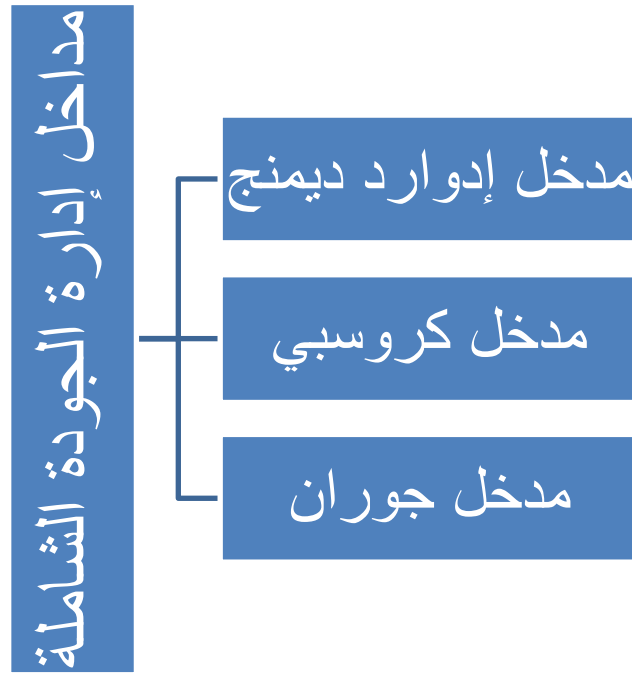 مداخل إدارة الجودة الشاملة
مدخل إدوارد ديمنج
مدخل كروسبي
مدخل جوران